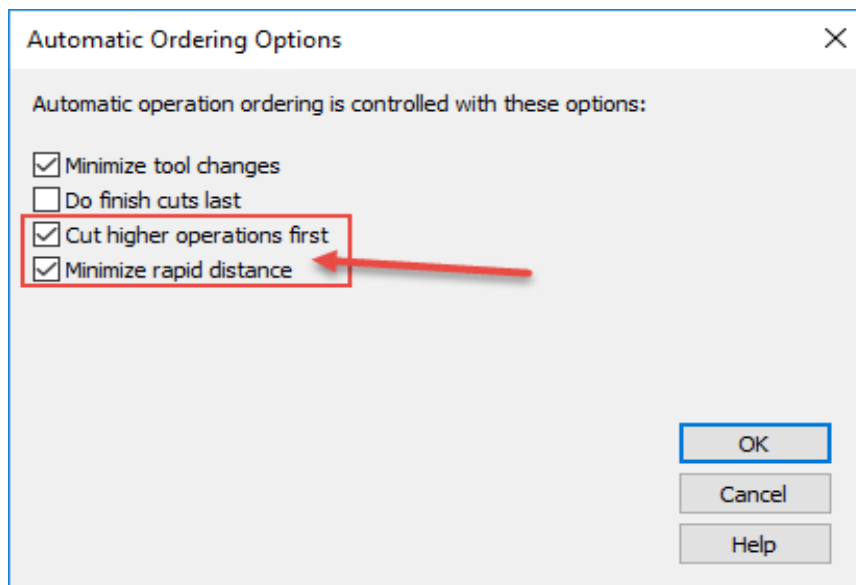 Automatic Ordering Options
Automatic operation ordering is controlled with these options:
Minimize tool changes
Do finish cuts last
Cut higher operations first
Minimize rapid distance
OK
Cancel
Help